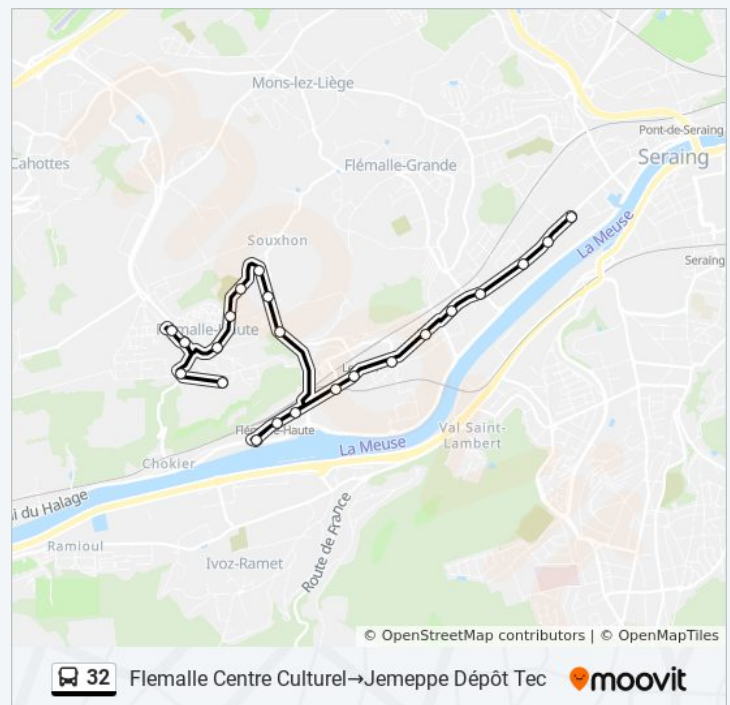 Mons-lez-Liège
Pont-de-Seraing
Seraing
Cahottes
Flémalle-Grande
La Meuse
Souxhon
Seraing
Flémalle-Haute
Le
La Meuse
Val Saint-
Lambert
Chokier
i du Halage
Ramioul
Ivoz-Ramet
Route de France
© OpenStreetMap contributors | © OpenMapTiles
32 Flemalle Centre Culturel→Jemeppe Dépôt Tec moovit